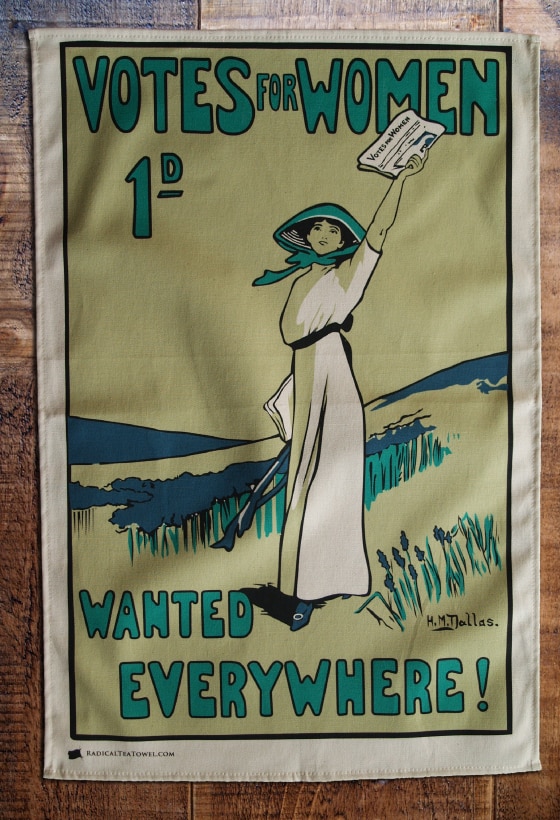 VOTES FOR WOMEN
VOTES FOR WOMEN
1D
WANTED
H.M.Dallas.
EVERYWHERE!
RADICALTEATOWEL.COM